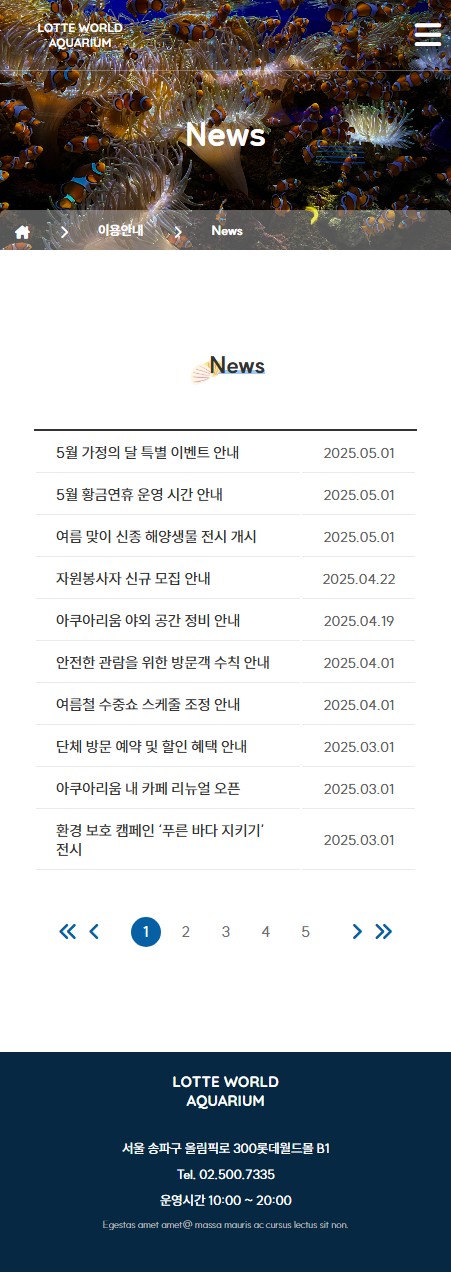 LOTTE WORLD
AQUARIUM
News
이용안내
News
News
5월 가정의 달 특별 이벤트 안내 2025.05.01
5월 황금연휴 운영 시간 안내 2025.05.01
여름 맞이 신종 해양생물 전시 개시 2025.05.01
자원봉사자 신규 모집 안내 2025.04.22
아쿠아리움 야외 공간 정비 안내 2025.04.19
안전한 관람을 위한 방문객 수칙 안내 2025.04.01
여름철 수중쇼 스케줄 조정 안내 2025.04.01
단체 방문 예약 및 할인 혜택 안내 2025.03.01
아쿠아리움 내 카페 리뉴얼 오픈 2025.03.01
환경 보호 캠페인 ‘푸른 바다 지키기’
전시 2025.03.01
1 2 3 4 5
LOTTE WORLD
AQUARIUM
서울 송파구 올림픽로 300롯데월드몰 B1
Tel. 02.500.7335
운영시간 10:00 ~ 20:00
Egestas amet amet@ massa mauris ac cursus lectus sit non.